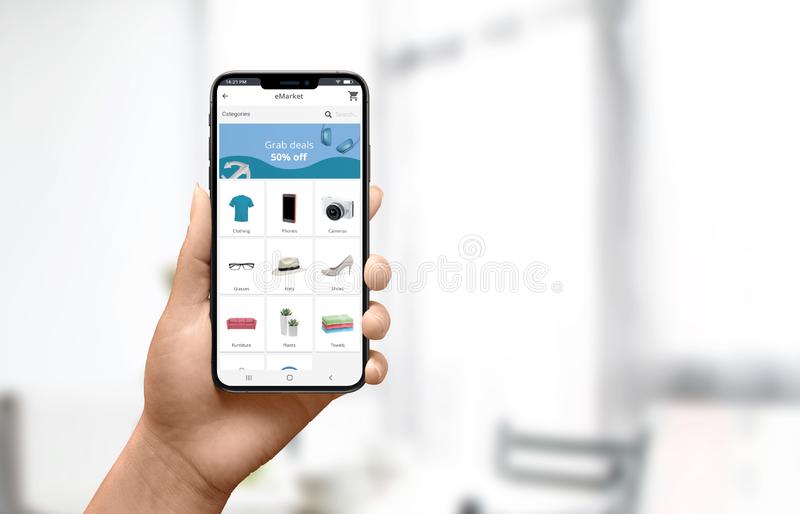 14:21 PM
eMarket
Categories
Search...
Grab deals
50% off
Clothing
Phones
Cameras
Glasses
Hats
Shoes
Furniture
Plants
Towels
dreamstime